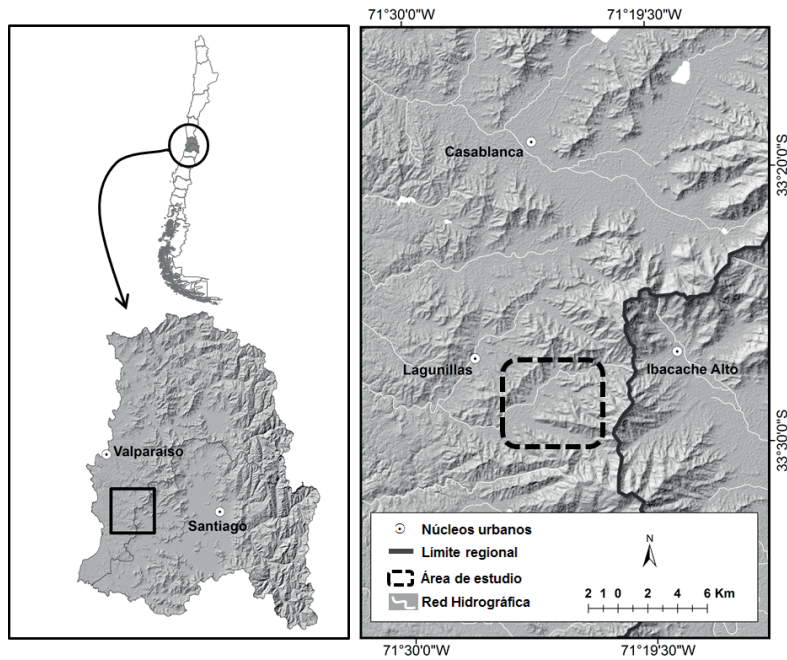 Valparaiso
Santiago
71°30'0"W
71°19'30"W
Casablanca
33°20'0"S
Lagunillas
Ibacache Alto
33°30'0"S
Núcleos urbanos
Límite regional
Área de estudio
Red Hidrográfica
N
2 1 0 2 4 6 Km
71°30'0"W
71°19'30"W